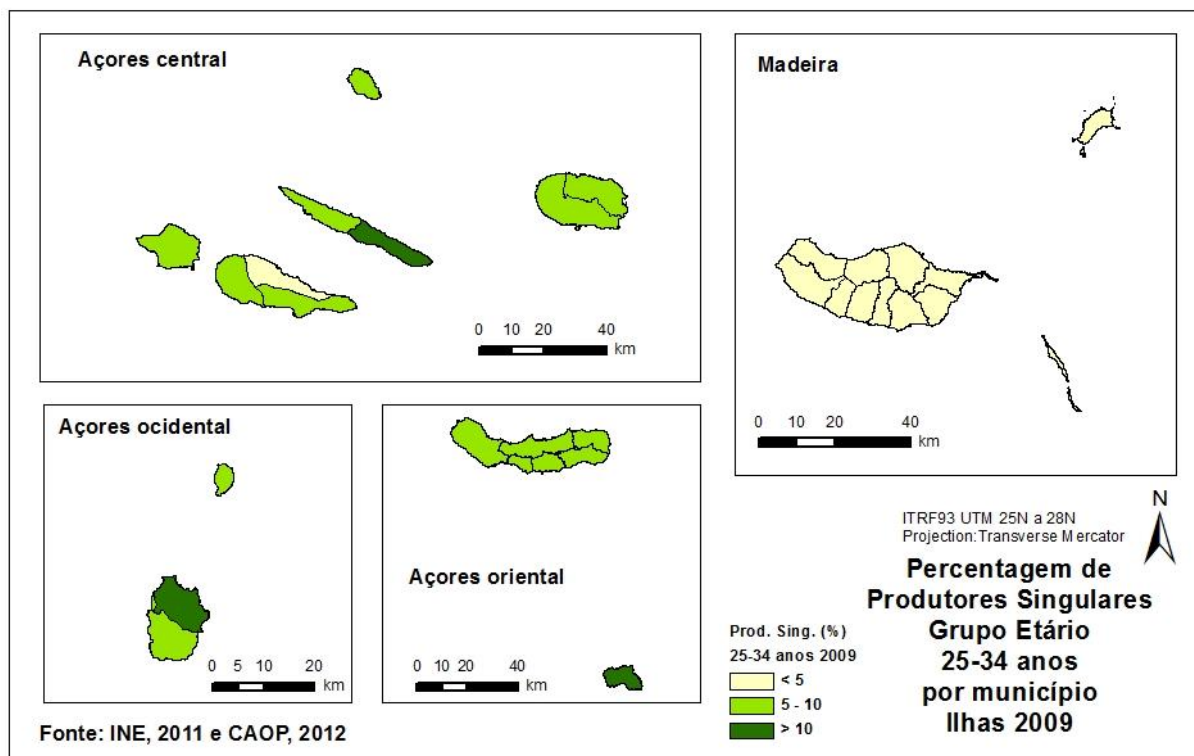 Açores central
0 10 20 40
km
Madeira
0 10 20 40
km
Açores ocidental
0 5 10 20
km
Açores oriental
0 10 20 40
km
N
ITRF93 UTM 25N a 28N
Projection: Transverse Mercator
Percentagem de
Produtores Singulares
Grupo Etário
25-34 anos
por município
Ilhas 2009
Prod. Sing. (%)
25-34 anos 2009
< 5
5 - 10
> 10
Fonte: INE, 2011 e CAOP, 2012